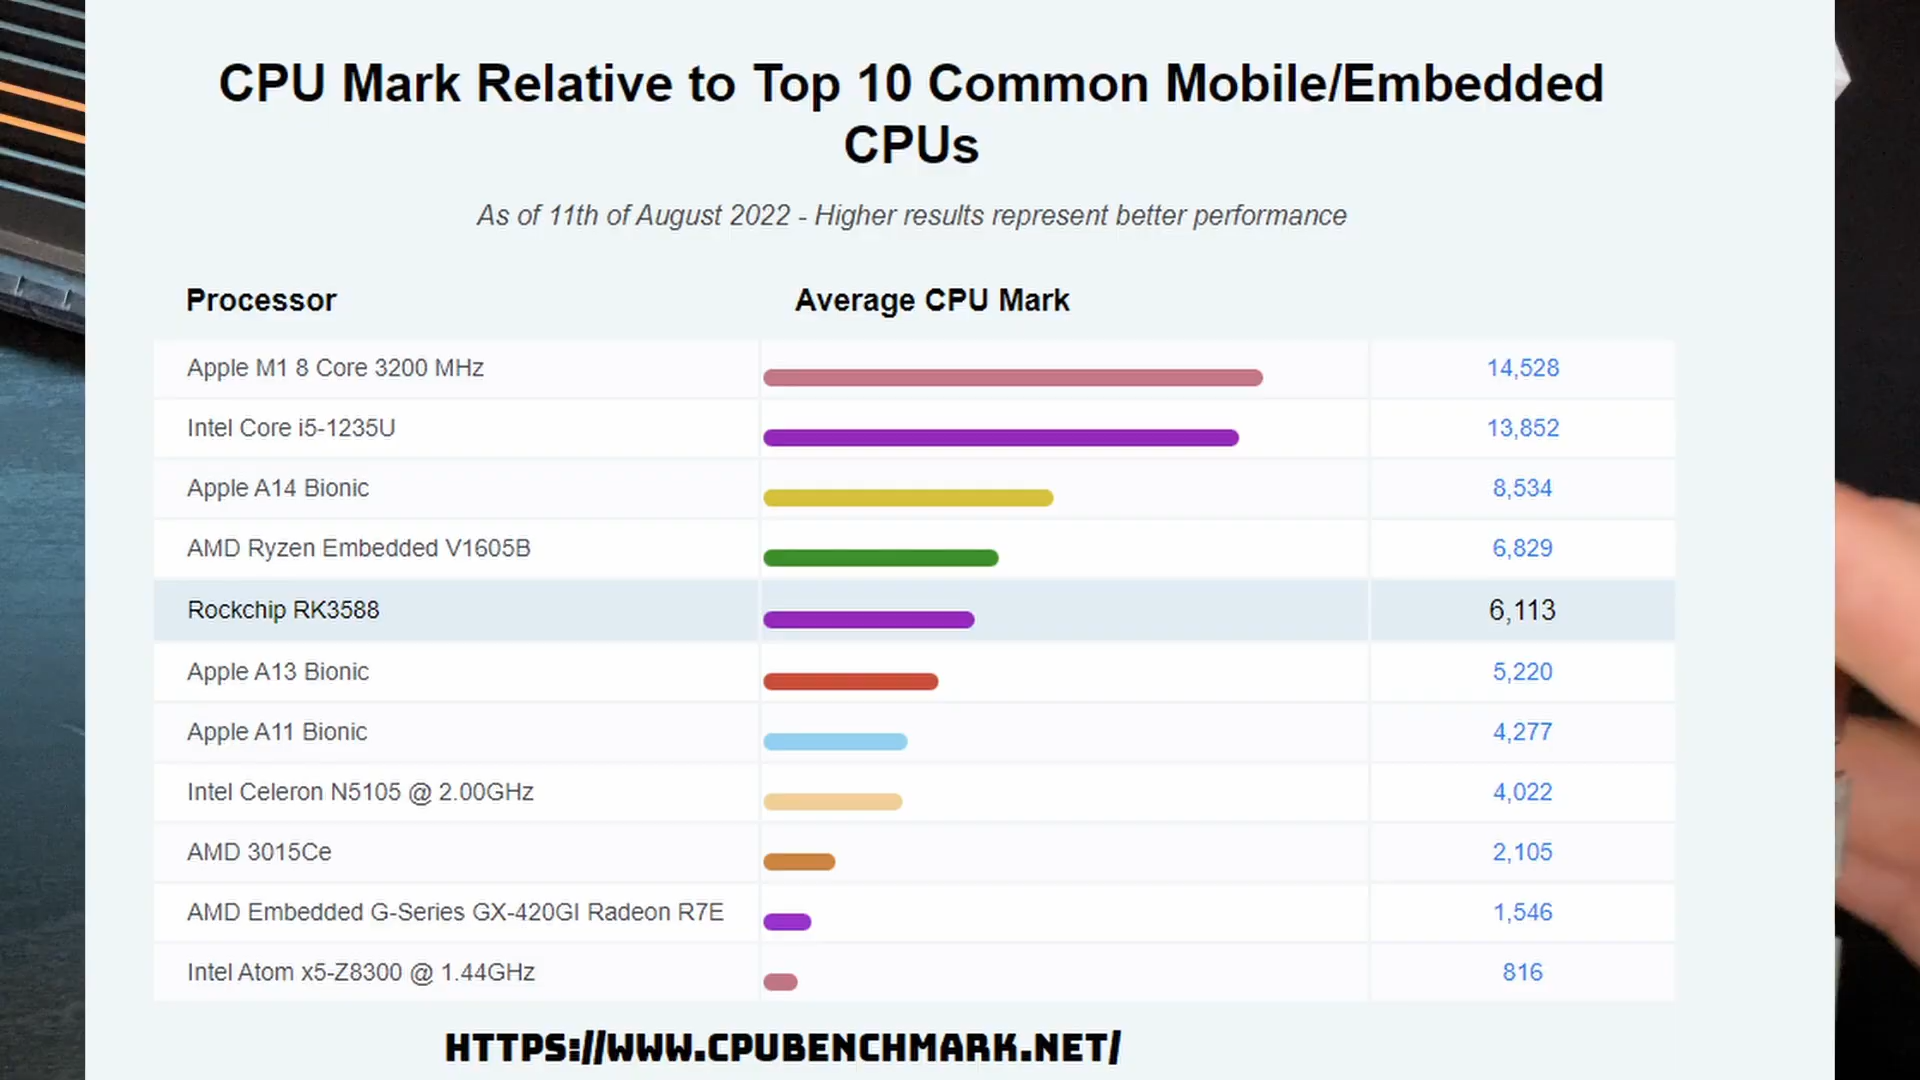 CPU Mark Relative to Top 10 Common Mobile/Embedded
CPUs
As of 11th of August 2022 - Higher results represent better performance
Processor Average CPU Mark
Apple M1 8 Core 3200 MHz 14,528
Intel Core i5-1235U 13,852
Apple A14 Bionic 8,534
AMD Ryzen Embedded V1605B 6,829
Rockchip RK3588 6,113
Apple A13 Bionic 5,220
Apple A11 Bionic 4,277
Intel Celeron N5105 @ 2.00GHz 4,022
AMD 3015Ce 2,105
AMD Embedded G-Series GX-420GI Radeon R7E 1,546
Intel Atom x5-Z8300 @ 1.44GHz 816
HTTPS://WWW.CPUBENCHMARK.NET/